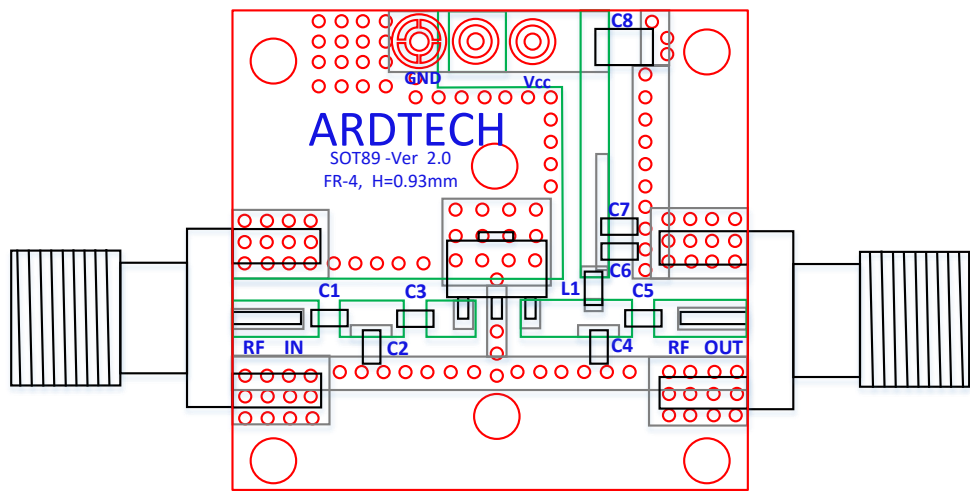 C8
GND
Vcc
ARDTECH
SOT89 -Ver 2.0
FR-4, H=0.93mm
C7
C6
L1
C1
C3
C5
RF IN
C2
C4
RF OUT